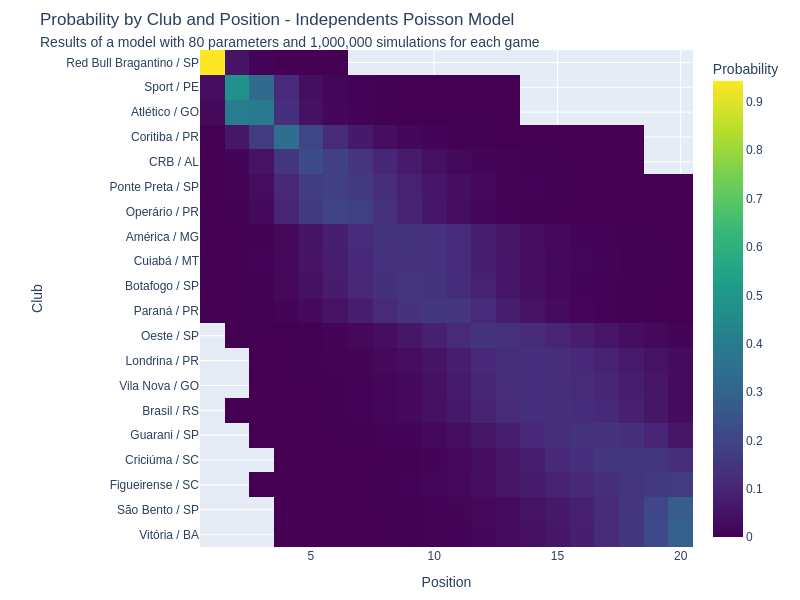 Probability by Club and Position - Independents Poisson Model
Results of a model with 80 parameters and 1,000,000 simulations for each game
Probability
Red Bull Bragantino / SP
Sport / PE
Atlético / GO
Coritiba / PR
CRB / AL
Ponte Preta / SP
Operário / PR
América / MG
Cuiabá / MT
Botafogo / SP
Paraná / PR
Oeste / SP
Londrina / PR
Vila Nova / GO
Brasil / RS
Guarani / SP
Criciúma / SC
Figueirense / SC
São Bento / SP
Vitória / BA
Club
5
10
15
20
Position
0.9
0.8
0.7
0.6
0.5
0.4
0.3
0.2
0.1
0